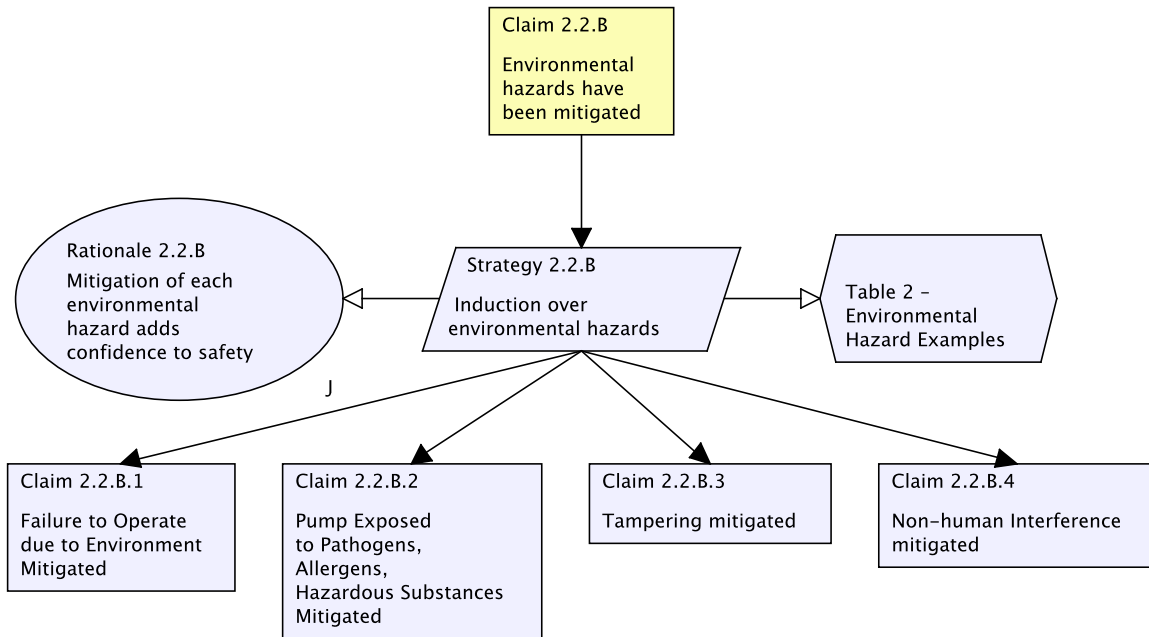 Claim 2.2.B
Environmental
hazards have
been mitigated
Rationale 2.2.B
Mitigation of each
environmental
hazard adds
confidence to safety
J
Strategy 2.2.B
Induction over
environmental hazards
Table 2 –
Environmental
Hazard Examples
Claim 2.2.B.1
Failure to Operate
due to Environment
Mitigated
Claim 2.2.B.2
Pump Exposed
to Pathogens,
Allergens,
Hazardous Substances
Mitigated
Claim 2.2.B.3
Tampering mitigated
Claim 2.2.B.4
Non-human Interference
mitigated